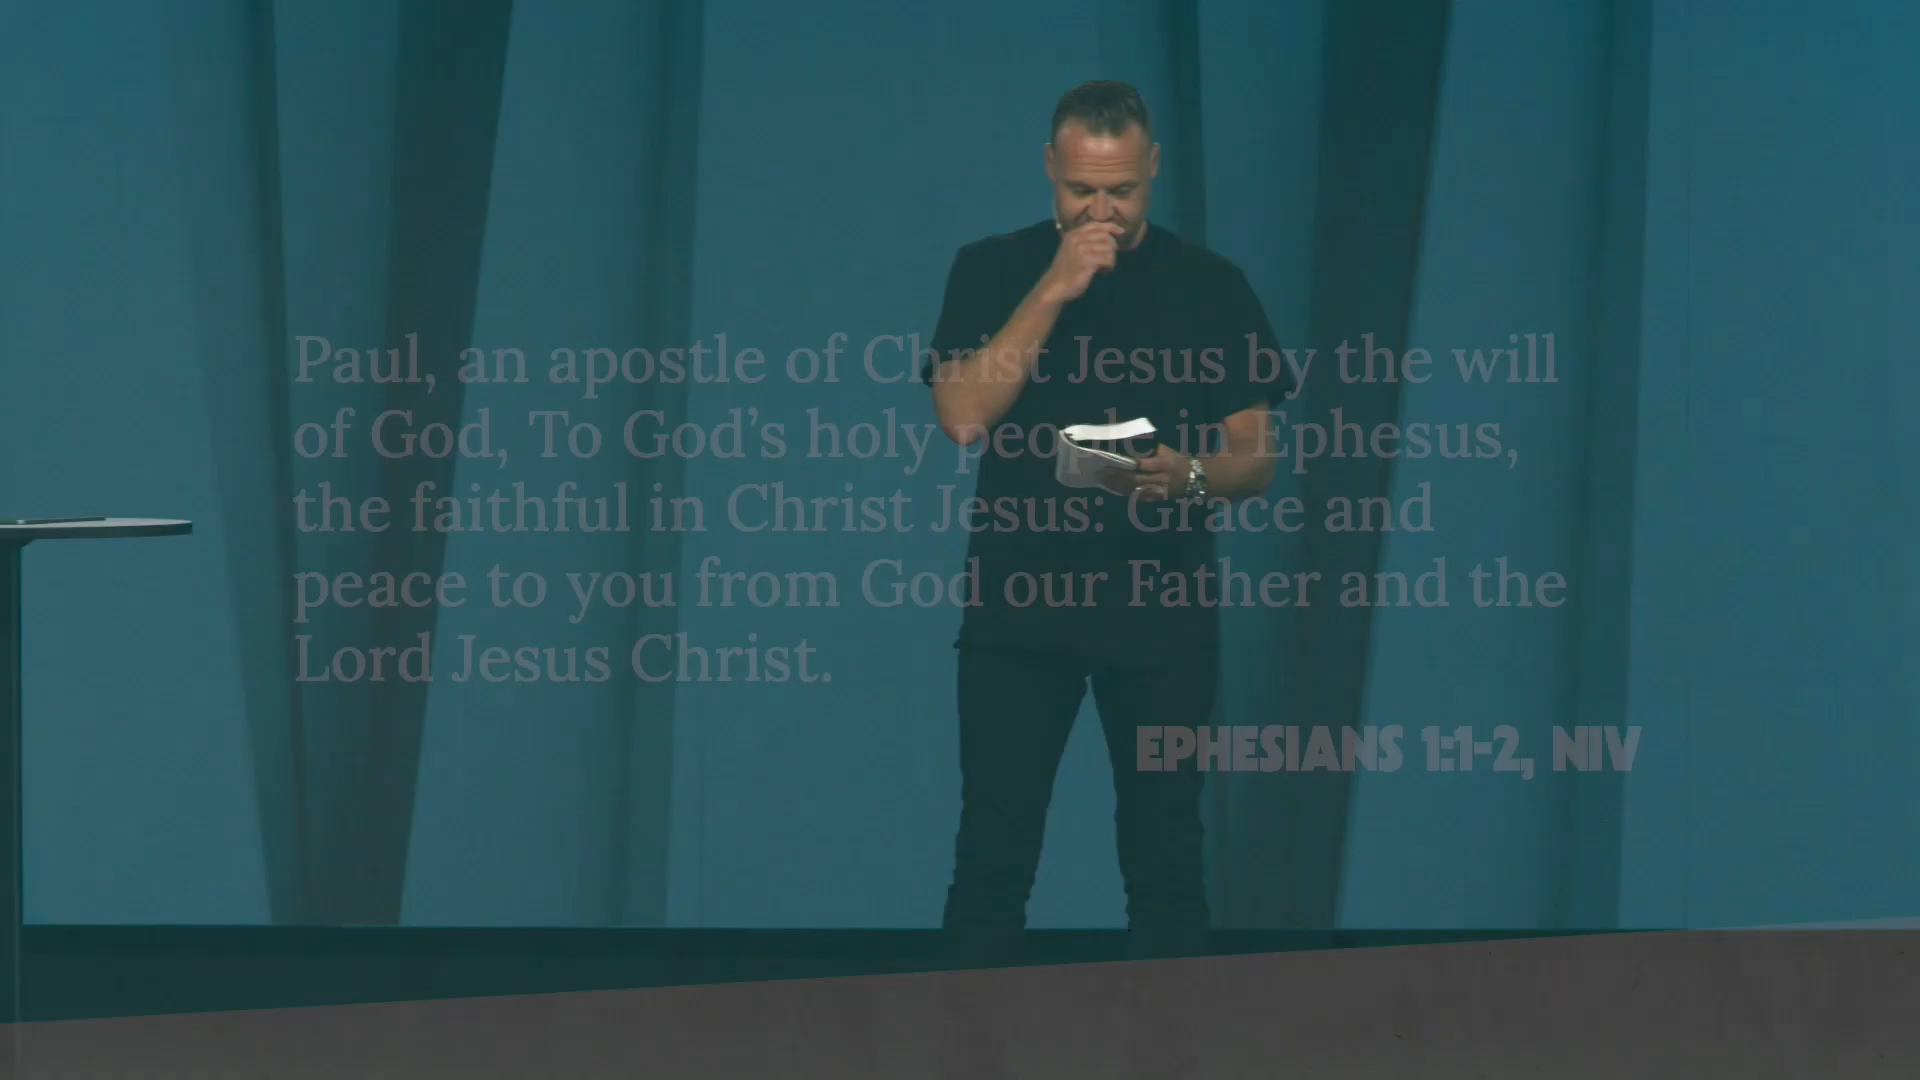 Paul, an apostle of Christ Jesus by the will
of God, To God’s holy people in Ephesus,
the faithful in Christ Jesus: Grace and
peace to you from God our Father and the
Lord Jesus Christ.
EPHESIANS 1:1-2, NIV